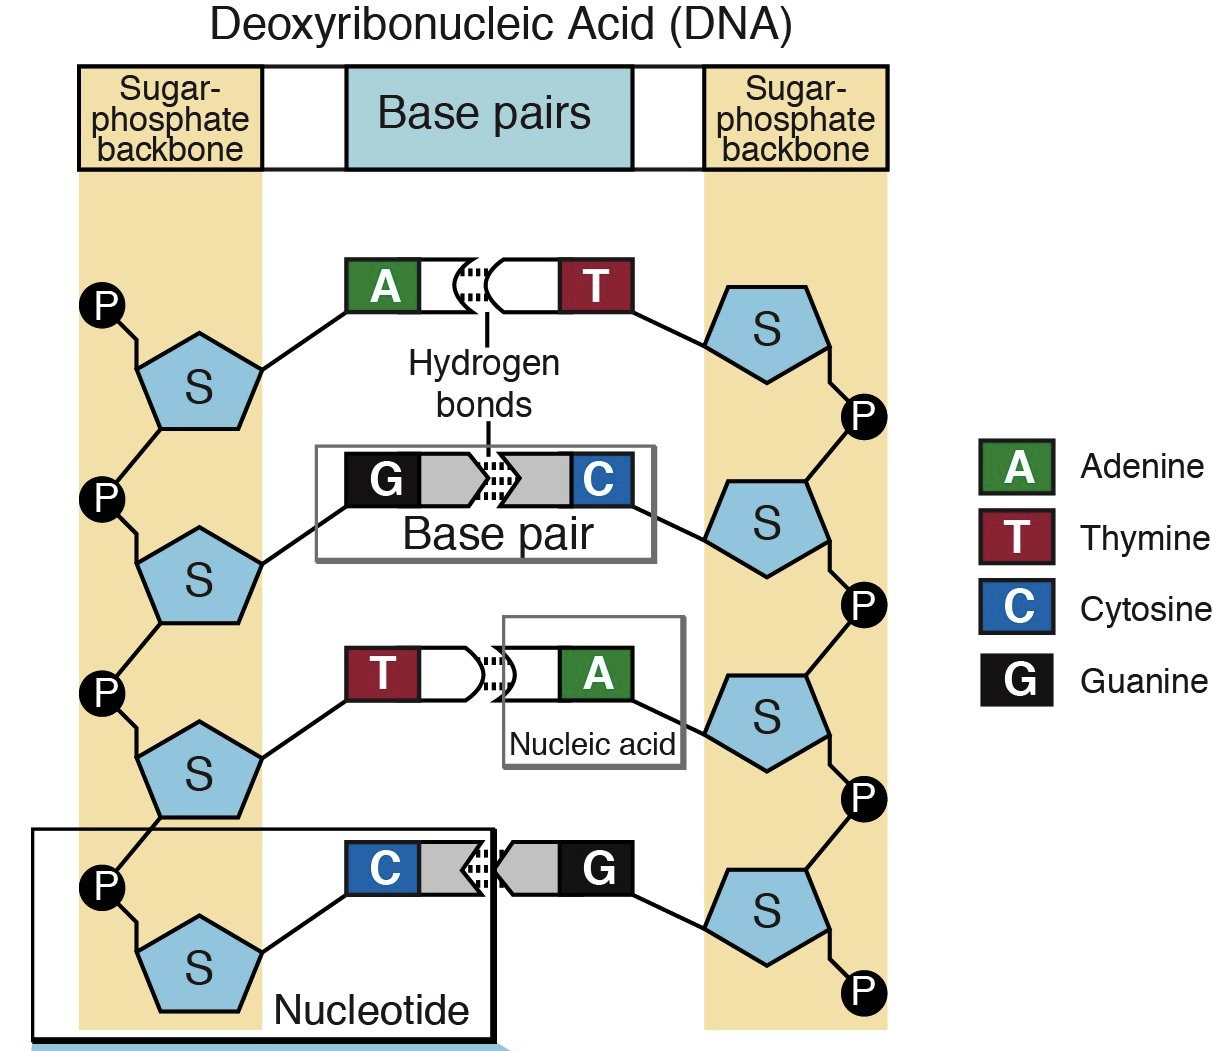 Deoxyribonucleic Acid (DNA)
Sugar-
phosphate
backbone
Base pairs
Sugar-
phosphate
backbone
A
T
P
S
S
Hydrogen
bonds
P
G
C
P
S
S
Base pair
P
T
A
P
S
S
Nucleic acid
P
C
G
P
S
S
P
Nucleotide
A Adenine
T Thymine
C Cytosine
G Guanine